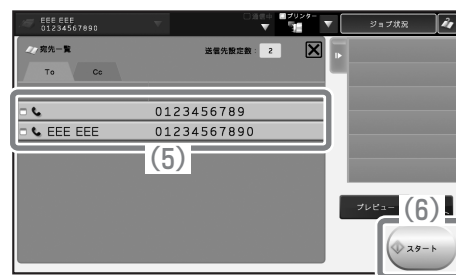 EEE EEE
01234567890
送信中
プリンター
ジョブ状況
宛先一覧
送信先設定数: 2
To
Cc
0123456789
EEE EEE 01234567890
(5)
プレビュー
(6)
スタート